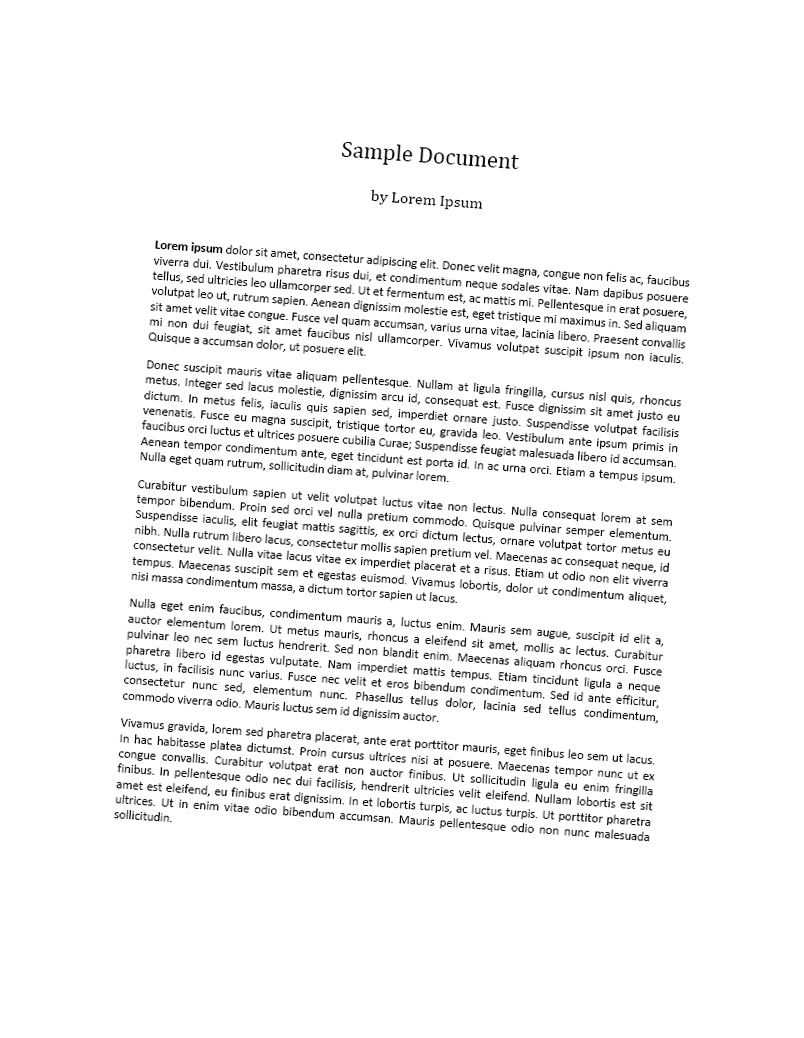 Sample Document
by Lorem Ipsum
Lorem ipsum dolor sit amet, consectetur adipiscing elit. Donec velit magna, congue non felis ac, faucibus
viverra dui. Vestibulum pharetra risus dui, et condimentum neque sodales vitae. Nam dapibus posuere
tellus, sed ultricies leo ullamcorper sed. Ut et fermentum est, ac mattis mi. Pellentesque in erat posuere,
volutpat leo ut, rutrum sapien. Aenean dignissim molestie est, eget tristique mi maximus in. Sed aliquam
sit amet velit vitae congue. Fusce vel quam accumsan, varius urna vitae, lacinia libero. Praesent convallis
mi non dui feugiat, sit amet faucibus nisl ullamcorper. Vivamus volutpat suscipit ipsum non iaculis.
Quisque a accumsan dolor, ut posuere elit.
Donec suscipit mauris vitae aliquam pellentesque. Nullam at ligula fringilla, cursus nisl quis, rhoncus
metus. Integer sed lacus molestie, dignissim arcu id, consequat est. Fusce dignissim sit amet justo eu
dictum. In metus felis, iaculis quis sapien sed, imperdiet ornare justo. Suspendisse volutpat facilisis
venenatis. Fusce eu magna suscipit, tristique tortor eu, gravida leo. Vestibulum ante ipsum primis in
faucibus orci luctus et ultrices posuere cubilia Curae; Suspendisse feugiat malesuada libero id accumsan.
Aenean tempor condimentum ante, eget tincidunt est porta id. In ac urna orci. Etiam a tempus ipsum.
Nulla eget quam rutrum, sollicitudin diam at, pulvinar lorem.
Curabitur vestibulum sapien ut velit volutpat luctus vitae non lectus. Nulla consequat lorem at sem
tempor bibendum. Proin sed orci vel nulla pretium commodo. Quisque pulvinar semper elementum.
Suspendisse iaculis, elit feugiat mattis sagittis, ex orci dictum lectus, ornare volutpat tortor metus eu
nibh. Nulla rutrum libero lacus, consectetur mollis sapien pretium vel. Maecenas ac consequat neque, id
consectetur velit. Nulla vitae lacus vitae ex imperdiet placerat et a risus. Etiam ut odio non elit viverra
tempus. Maecenas suscipit sem et egestas euismod. Vivamus lobortis, dolor ut condimentum aliquet,
nisi massa condimentum massa, a dictum tortor sapien ut lacus.
Nulla eget enim faucibus, condimentum mauris a, luctus enim. Mauris sem augue, suscipit id elit a,
auctor elementum lorem. Ut metus mauris, rhoncus a eleifend sit amet, mollis ac lectus. Curabitur
pulvinar leo nec sem luctus hendrerit. Sed non blandit enim. Maecenas aliquam rhoncus orci. Fusce
pharetra libero id egestas vulputate. Nam imperdiet mattis tempus. Etiam tincidunt ligula a neque
luctus, in facilisis nunc varius. Fusce nec velit et eros bibendum condimentum. Sed id ante efficitur,
consectetur nunc sed, elementum nunc. Phasellus tellus dolor, lacinia sed tellus condimentum,
commodo viverra odio. Mauris luctus sem id dignissim auctor.
Vivamus gravida, lorem sed pharetra placerat, ante erat porttitor mauris, eget finibus leo sem ut lacus.
In hac habitasse platea dictumst. Proin cursus ultrices nisi at posuere. Maecenas tempor nunc ut ex
congue convallis. Curabitur volutpat erat non auctor finibus. Ut sollicitudin ligula eu enim fringilla
finibus. In pellentesque odio nec dui facilisis, hendrerit ultricies velit eleifend. Nullam lobortis est sit
amet est eleifend, eu finibus erat dignissim. In et lobortis turpis, ac luctus turpis. Ut porttitor pharetra
ultrices. Ut in enim vitae odio bibendum accumsan. Mauris pellentesque odio non nunc malesuada
sollicitudin.